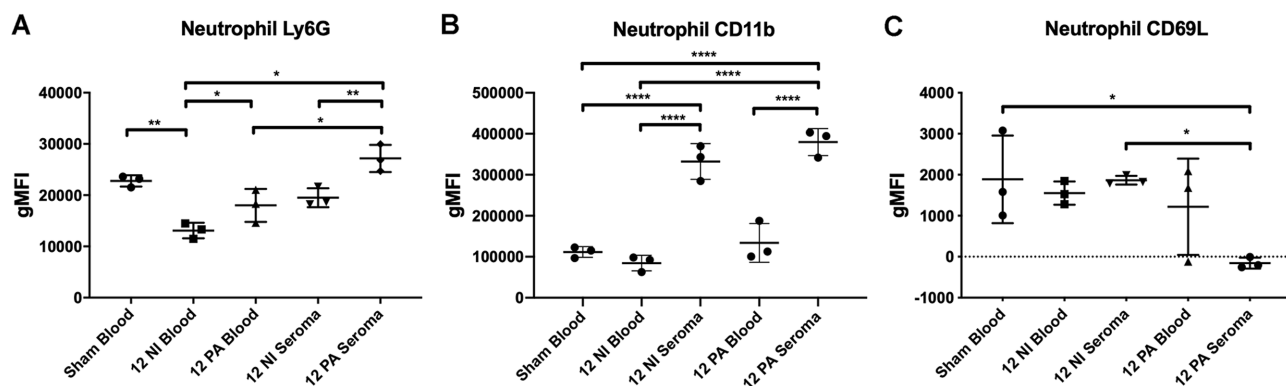 A
Neutrophil Ly6G
gMFI
40000
30000
20000
10000
0
*
*
**
**
*
Sham Blood
12 NI Blood
12 PA Blood
12 NI Seroma
12 PA Seroma
B
Neutrophil CD11b
gMFI
500000
400000
300000
200000
100000
0
****
****
****
****
****
Sham Blood
12 NI Blood
12 NI Seroma
12 PA Blood
12 PA Seroma
C
Neutrophil CD69L
gMFI
4000
3000
2000
1000
0
-1000
*
*
Sham Blood
12 NI Blood
12 NI Seroma
12 PA Blood
12 PA Seroma